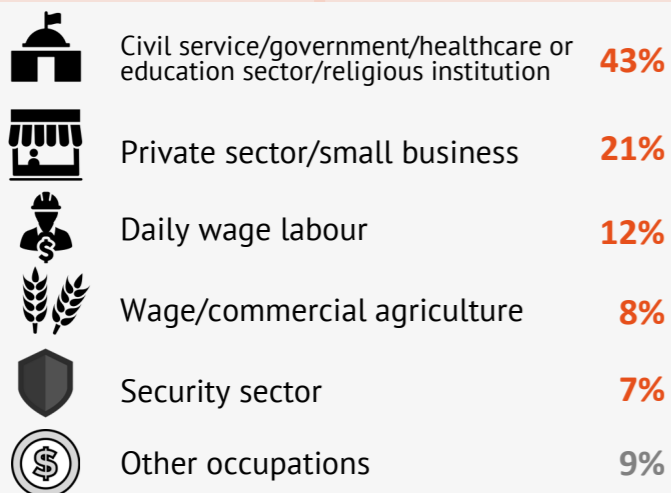 Civil service/government/healthcare or
education sector/religious institution 43%
Private sector/small business 21%
Daily wage labour 12%
Wage/commercial agriculture 8%
Security sector 7%
Other occupations 9%